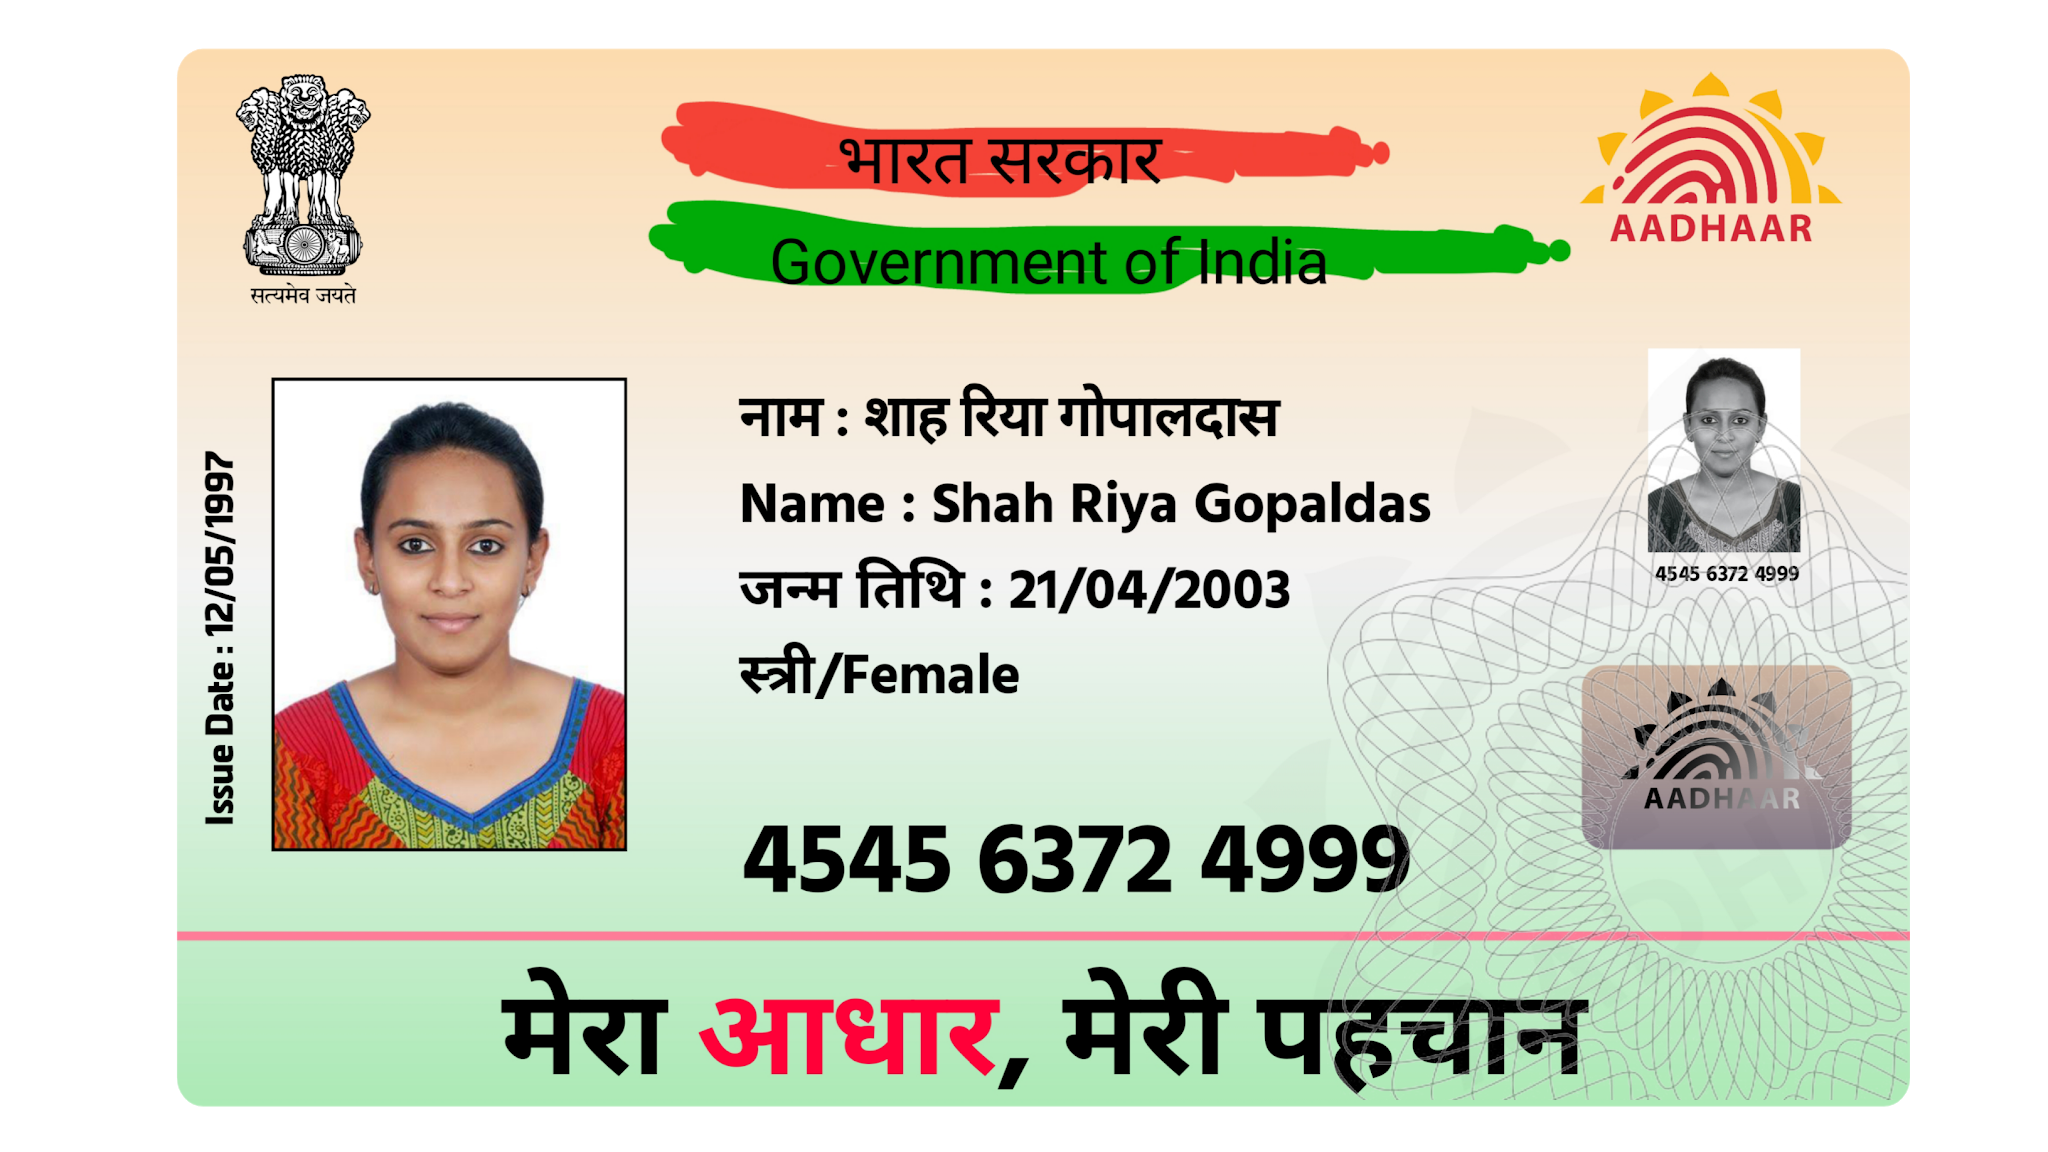 भारत सरकार
Government of India
AADHAAR
सत्यमेव जयते
Issue Date : 12/05/1997
नाम : शाह रिया गोपालदास
Name : Shah Riya Gopaldas
जन्म तिथि : 21/04/2003
स्त्री/Female
4545 6372 4999
4545 6372 4999
AADHAAR
मेरा आधार, मेरी पहचान